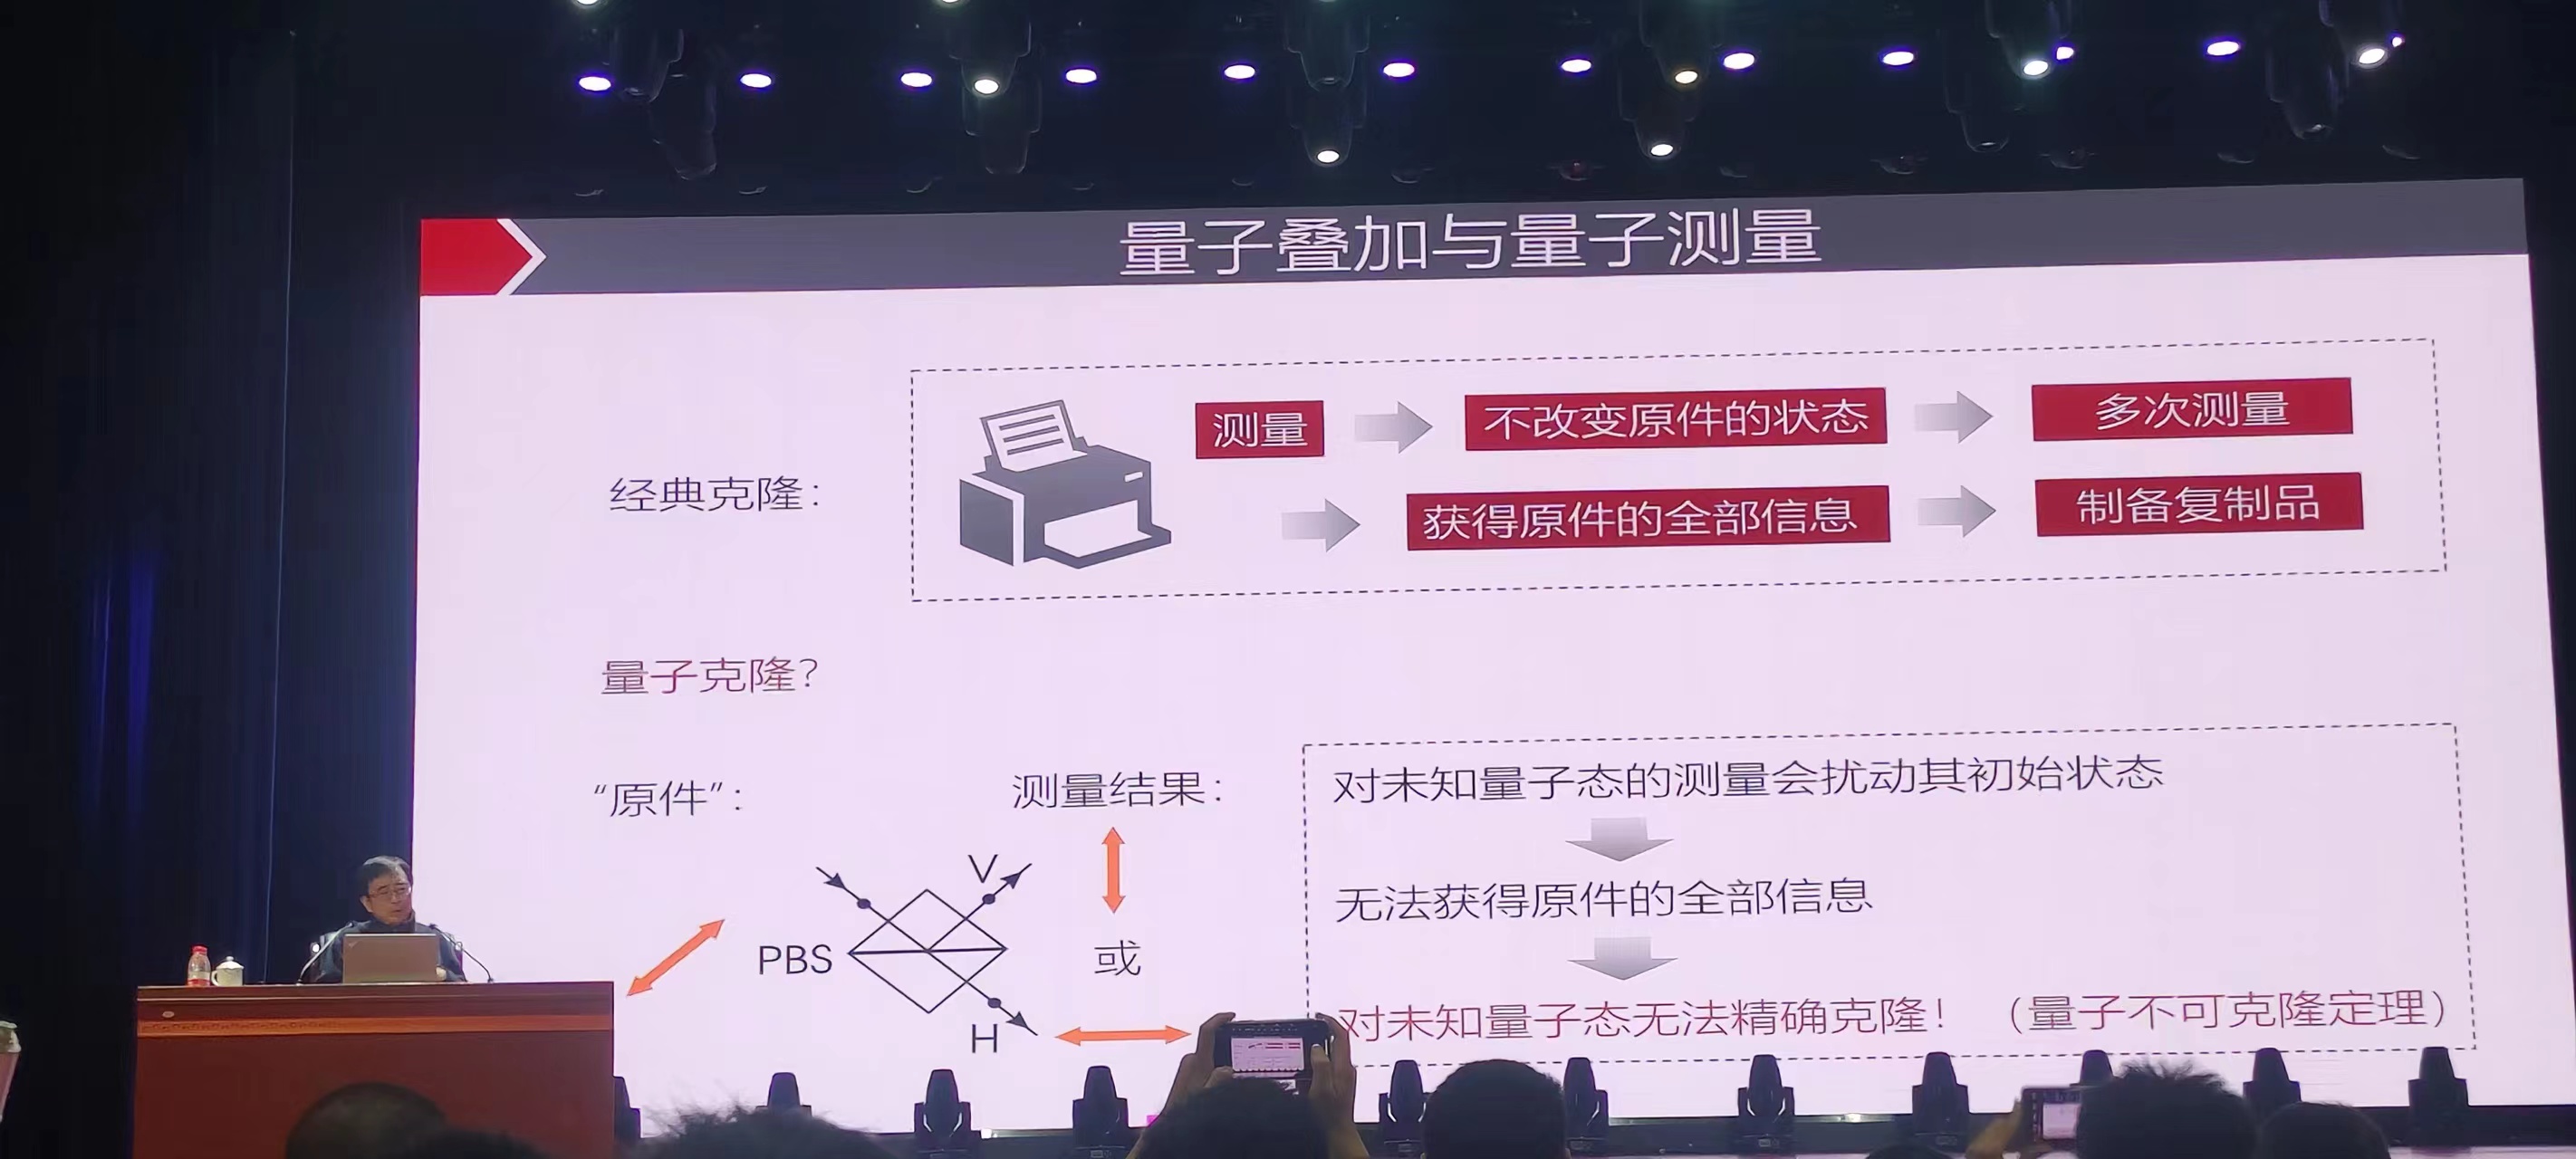 量子叠加与量子测量
经典克隆：
测量
不改变原件的状态
多次测量
获得原件的全部信息
制备复制品
量子克隆？
“原件”：
测量结果：
V
PBS
或
H
对未知量子态的测量会扰动其初始状态
无法获得原件的全部信息
对未知量子态无法精确克隆！（量子不可克隆定理）